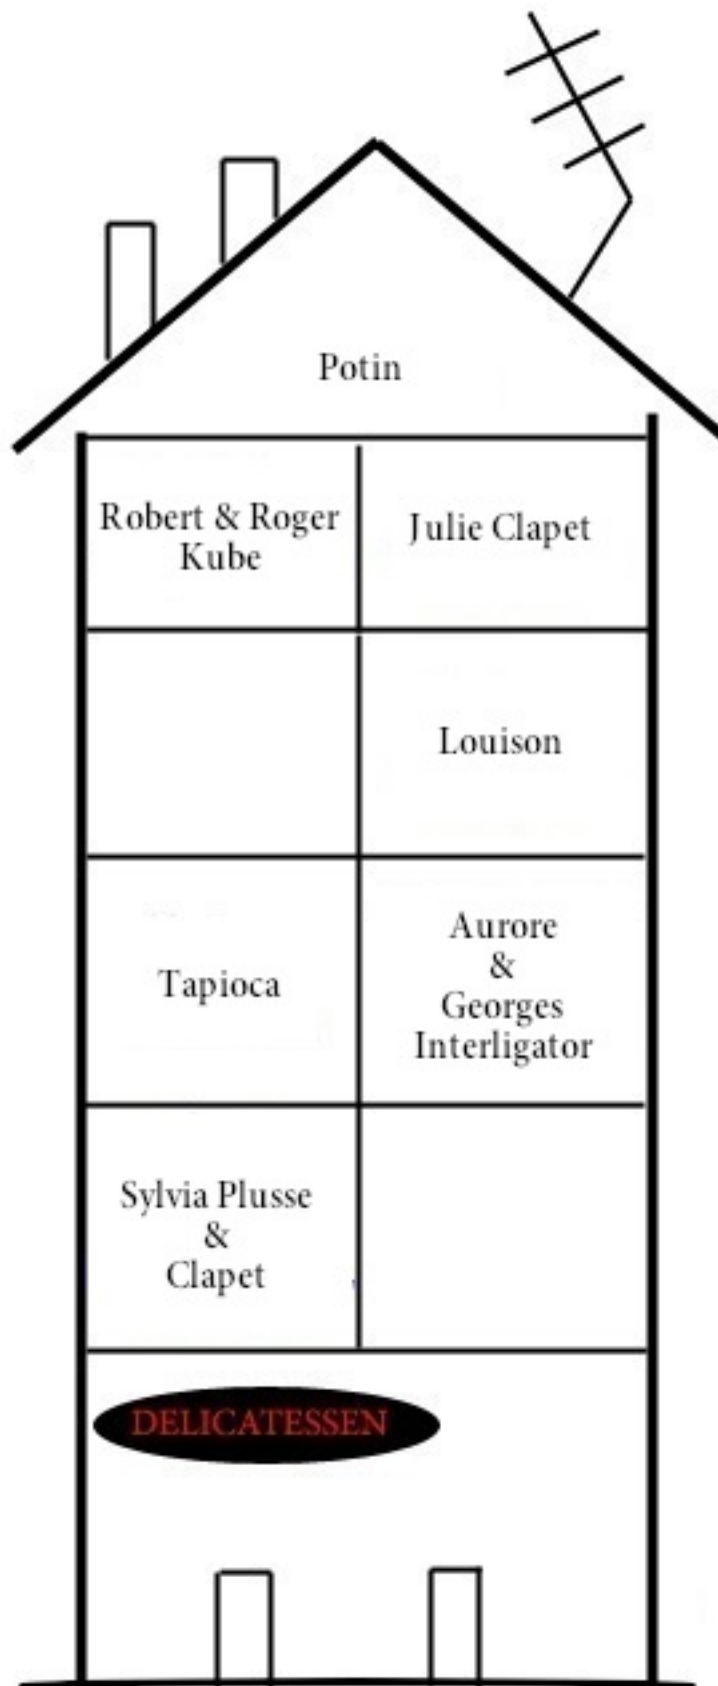 Potin
Robert & Roger
Kube
Julie Clapet
Louison
Tapioca
Aurore
&
Georges
Interligator
Sylvia Plusse
&
Clapet
DELICATESSEN